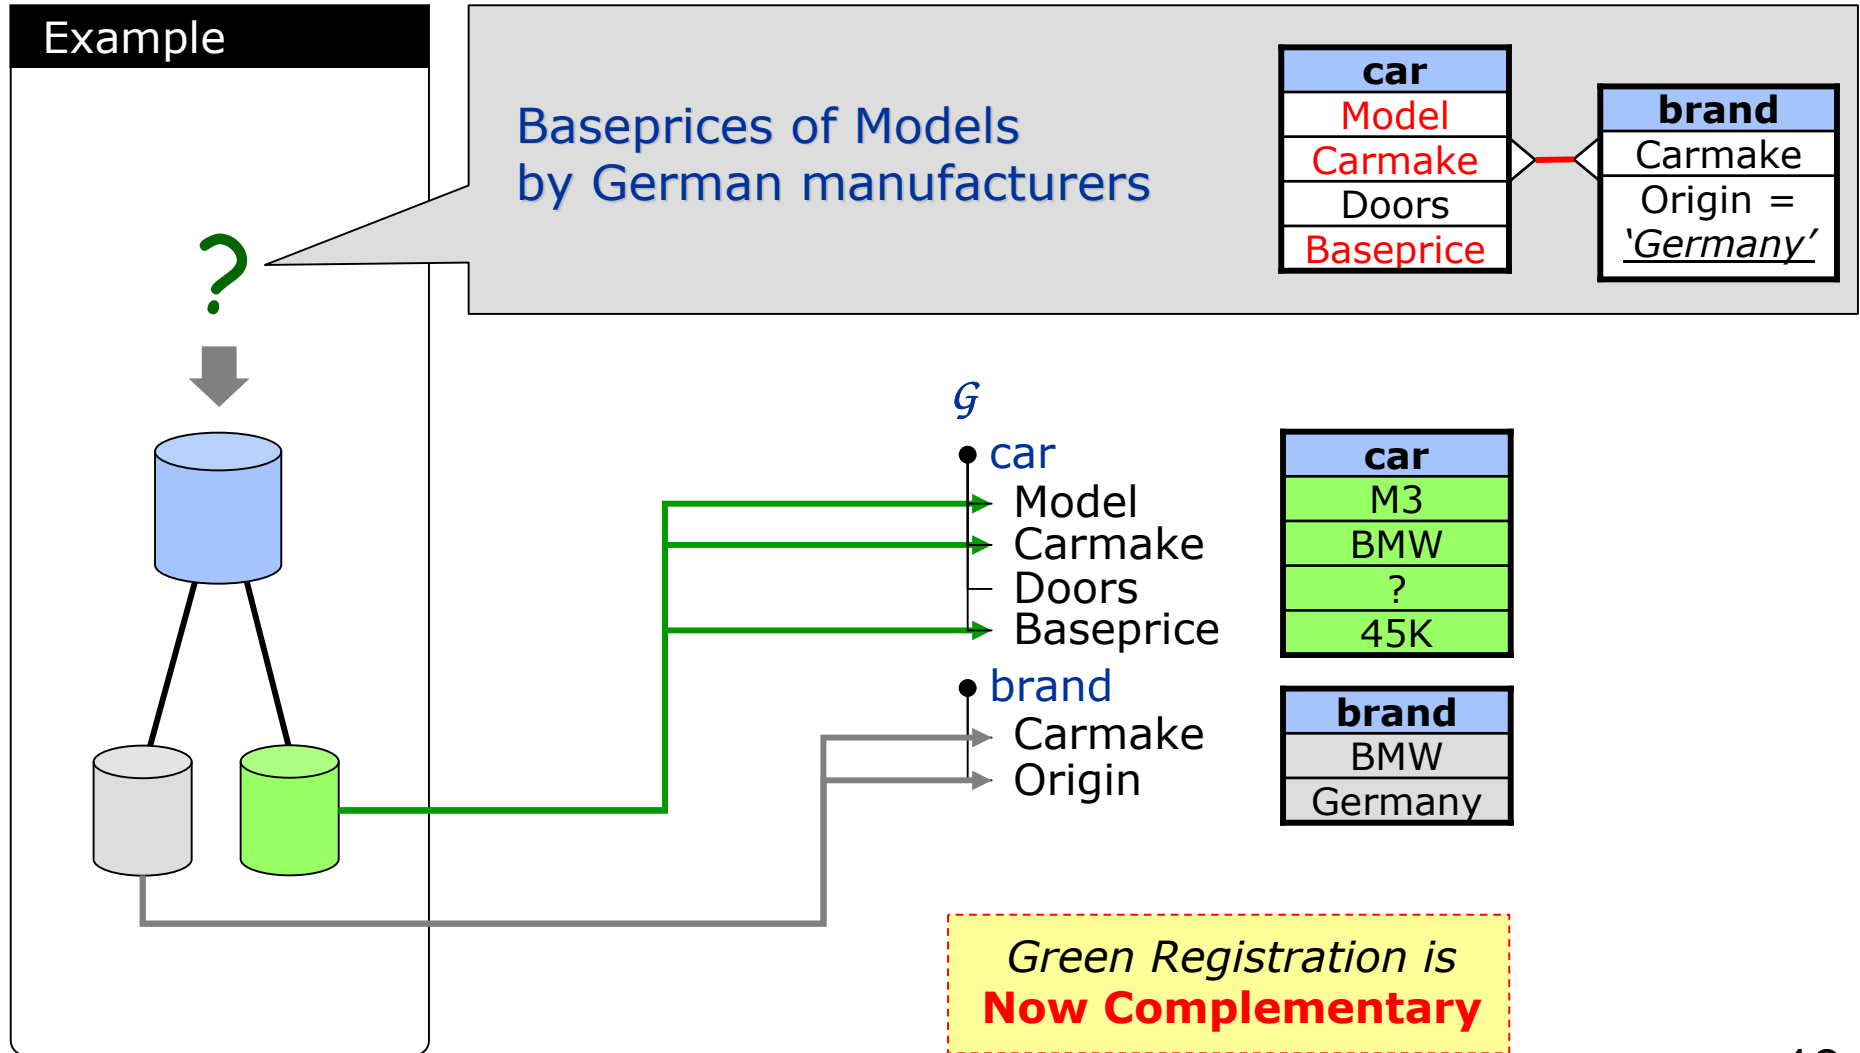 Example
Baseprices of Models
by German manufacturers
car
Model
Carmake
Doors
Baseprice
brand
Carmake
Origin =
‘Germany’
?
G
car
Model
Carmake
Doors
Baseprice
brand
Carmake
Origin
car
M3
BMW
?
45K
brand
BMW
Germany
Green Registration is
Now Complementary